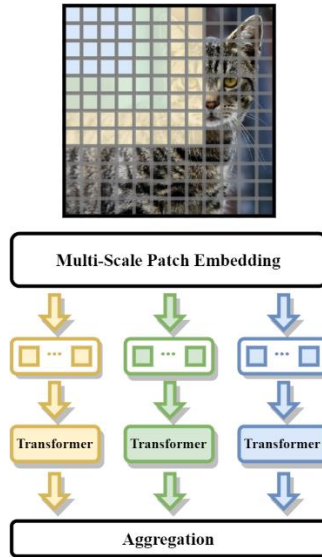 Multi-Scale Patch Embedding
... ... ...
Transformer Transformer Transformer
Aggregation